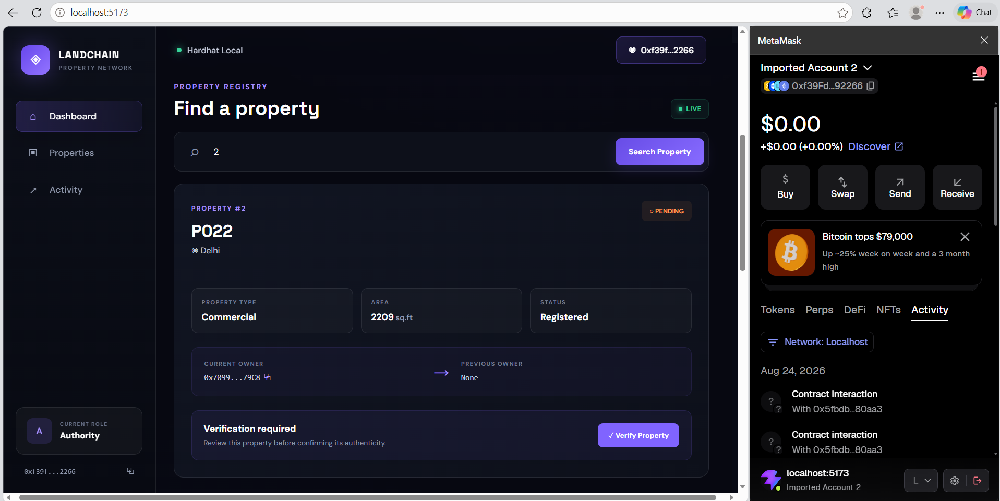 localhost:5173
Chat
LANDCHAIN
PROPERTY NETWORK
Dashboard
Properties
Activity
CURRENT ROLE
A
Authority
0xf39f...2266
Hardhat Local
0xf39f...2266
PROPERTY REGISTRY
Find a property
LIVE
2
Search Property
PROPERTY #2
PENDING
P022
Delhi
PROPERTY TYPE
Commercial
AREA
2209 sq.ft
STATUS
Registered
CURRENT OWNER
0x7099...79C8
PREVIOUS OWNER
None
Verification required
Review this property before confirming its authenticity.
✓ Verify Property
MetaMask
Imported Account 2
1
0xf39Fd...92266
$0.00
+$0.00 (+0.00%) Discover
$
Buy
Swap
Send
Receive
Bitcoin tops $79,000
Up ~25% week on week and a 3 month
high
Tokens Perps DeFi NFTs Activity
Network: Localhost
Aug 24, 2026
Contract interaction
? ?
With 0x5fbdb...80aa3
Contract interaction
? ?
With 0x5fbdb...80aa3
localhost:5173
Imported Account 2
L